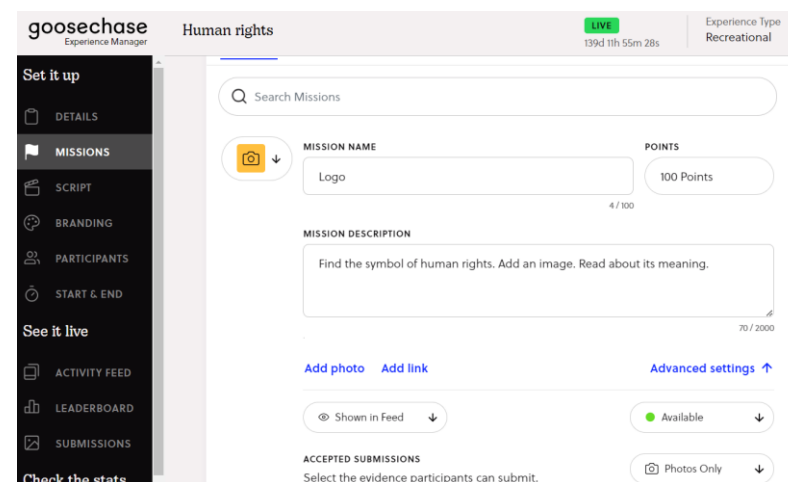 goosechase
Experience Manager
Human rights
LIVE
139d 11h 55m 28s
Experience Type
Recreational
Set it up
DETAILS
MISSIONS
SCRIPT
BRANDING
PARTICIPANTS
START & END
See it live
ACTIVITY FEED
LEADERBOARD
SUBMISSIONS
Check the stats
Search Missions
MISSION NAME
Logo
4 / 100
POINTS
100 Points
MISSION DESCRIPTION
Find the symbol of human rights. Add an image. Read about its meaning.
70 / 2000
Add photo Add link
Advanced settings
Shown in Feed
Available
ACCEPTED SUBMISSIONS
Select the evidence participants can submit.
Photos Only